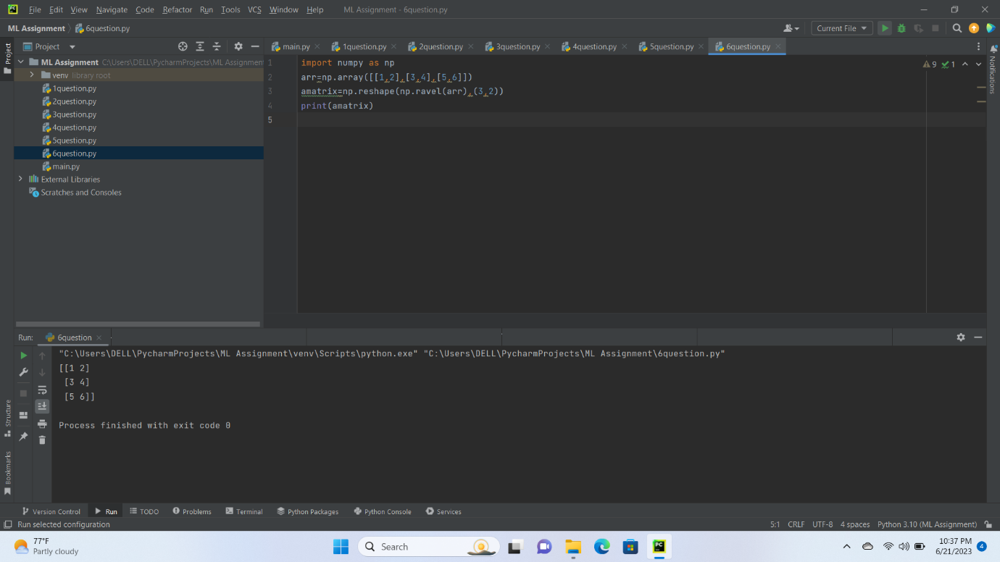 File Edit View Navigate Code Refactor Run Tools VCS Window Help ML Assignment - 6question.py
ML Assignment 6question.py Current File
Project
Project main.py 1question.py 2question.py 3question.py 4question.py 5question.py 6question.py
Notifications
ML Assignment C:\Users\DELL\PycharmProjects\ML Assignment
venv library root
1question.py
2question.py
3question.py
4question.py
5question.py
6question.py
main.py
External Libraries
Scratches and Consoles
1 import numpy as np
2 arr=np.array([[1,2],[3,4],[5,6]])
3 amatrix=np.reshape(np.ravel(arr),(3,2))
4 print(amatrix)
5
9 1
Run: 6question
"C:\Users\DELL\PycharmProjects\ML Assignment\venv\Scripts\python.exe" "C:\Users\DELL\PycharmProjects\ML Assignment\6question.py"
[[1 2]
[3 4]
[5 6]]
Process finished with exit code 0
Structure
Bookmarks
Version Control Run TODO Problems Terminal Python Packages Python Console Services
Run selected configuration 5:1 CRLF UTF-8 4 spaces Python 3.10 (ML Assignment)
77°F
Partly cloudy
Search
10:37 PM
6/21/2023
4